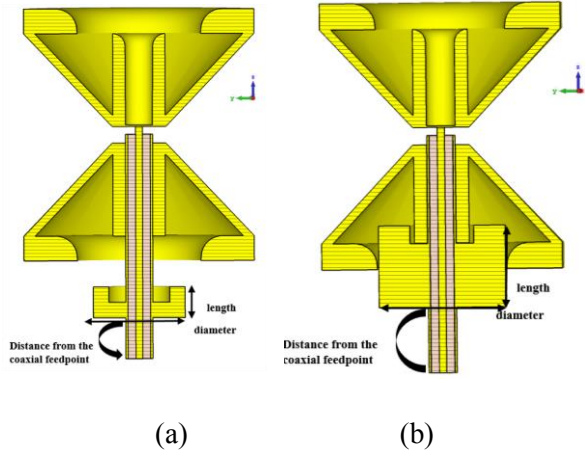 z
y
length
diameter
Distance from the
coaxial feedpoint
(a)
z
y
length
diameter
Distance from the
coaxial feedpoint
(b)